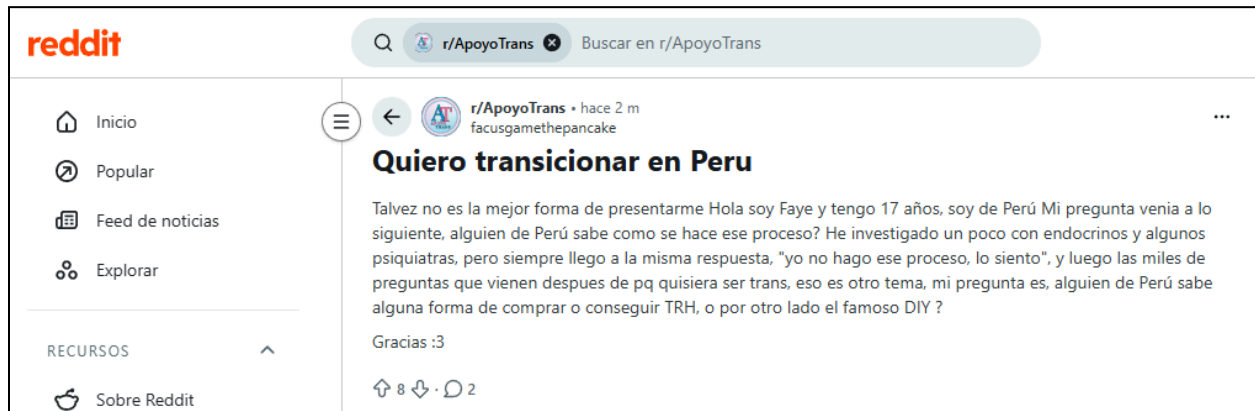 reddit
r/ApoyoTrans Buscar en r/ApoyoTrans
Inicio
Popular
Feed de noticias
Explorar
RECURSOS
Sobre Reddit
r/ApoyoTrans • hace 2 m
facusgamethepancake
Quiero transicionar en Peru
Talvez no es la mejor forma de presentarme Hola soy Faye y tengo 17 años, soy de Perú Mi pregunta venia a lo
siguiente, alguien de Perú sabe como se hace ese proceso? He investigado un poco con endocrinos y algunos
psiquiatras, pero siempre llego a la misma respuesta, "yo no hago ese proceso, lo siento", y luego las miles de
preguntas que vienen despues de pq quisiera ser trans, eso es otro tema, mi pregunta es, alguien de Perú sabe
alguna forma de comprar o conseguir TRH, o por otro lado el famoso DIY ?
Gracias :3
8 · 2